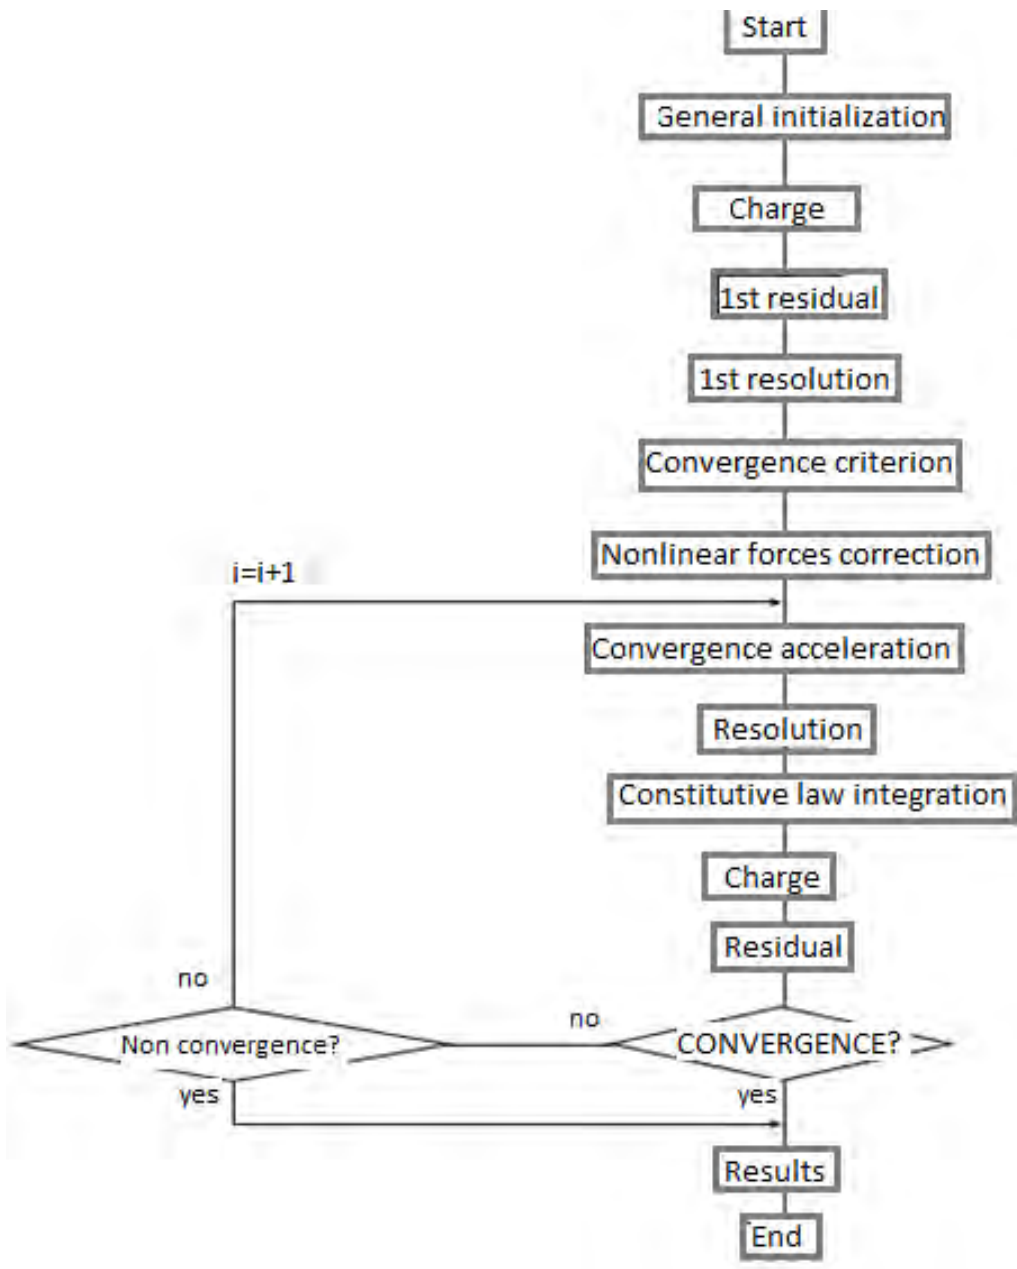 Start
General initialization
Charge
1st residual
1st resolution
Convergence criterion
Nonlinear forces correction
i=i+1
Convergence acceleration
Resolution
Constitutive law integration
Charge
Residual
no
no
Non convergence?
CONVERGENCE?
yes
yes
Results
End